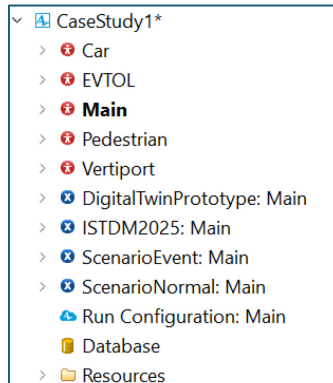 CaseStudy1*
Car
EVTOL
Main
Pedestrian
Vertiport
DigitalTwinPrototype: Main
ISTDM2025: Main
ScenarioEvent: Main
ScenarioNormal: Main
Run Configuration: Main
Database
Resources